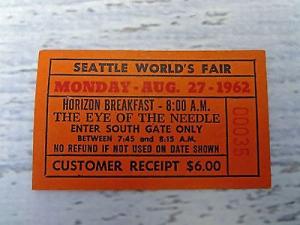 SEATTLE WORLD'S FAIR
MONDAY - AUG. 27 - 1962
HORIZON BREAKFAST - 8:00 A.M.
THE EYE OF THE NEEDLE
ENTER SOUTH GATE ONLY
BETWEEN 7:45 and 8:15 A.M.
NO REFUND IF NOT USED ON DATE SHOWN
CUSTOMER RECEIPT $6.00
00035